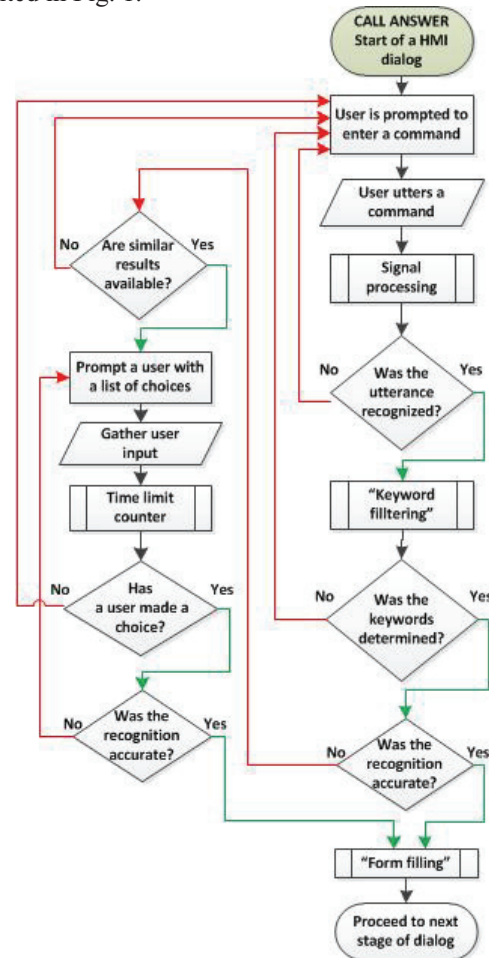 ited in Fig. 1.
CALL ANSWER
Start of a HMI
dialog
User is prompted to
enter a command
User utters a
command
Signal
processing
No
Was the
utterance
recognized?
Yes
"Keyword
filltering"
No
Was the
keywords
determined?
Yes
No
Was the
recognition
accurate?
Yes
No
Are similar
results
available?
Yes
Prompt a user with
a list of choices
Gather user
input
Time limit
counter
No
Has
a user made a
choice?
Yes
No
Was the
recognition
accurate?
Yes
"Form filling"
Proceed to next
stage of dialog